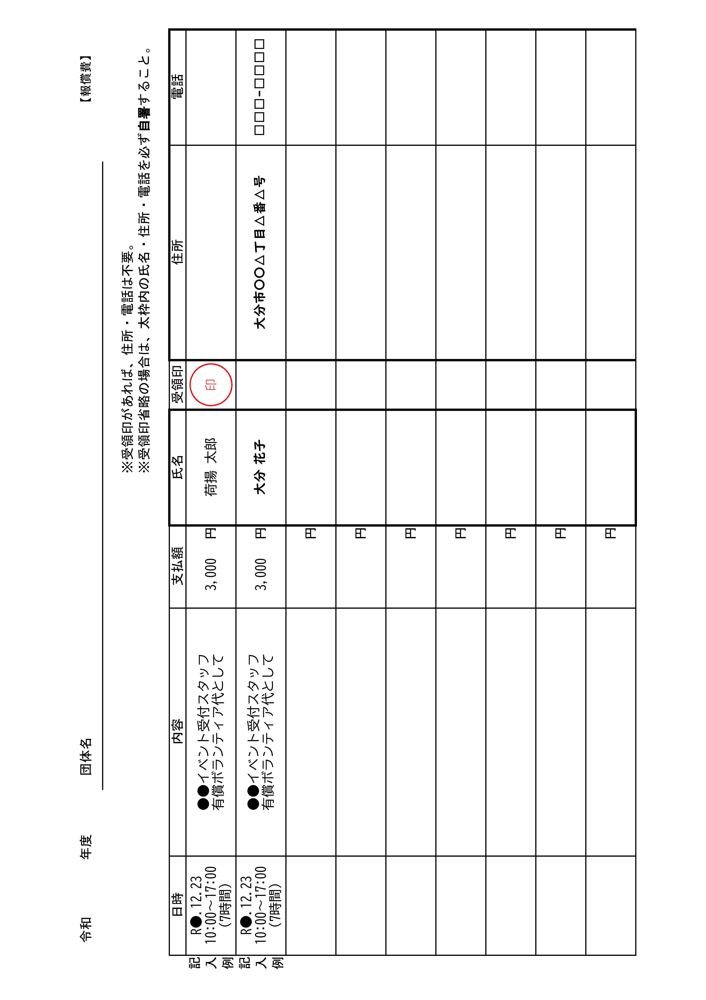 令和 年度 団体名 【報償費】
※受領印があれば、住所・電話は不要。
※受領印省略の場合は、太枠内の氏名・住所・電話を必ず自署すること。
日時 内容 支払額 氏名 受領印 住所 電話
記入例
R●.12.23
10:00～17:00
(7時間)
●●イベント受付スタッフ
有償ボランティア代として
3,000 円
荷揚 太郎
印
記入例
R●.12.23
10:00～17:00
(7時間)
●●イベント受付スタッフ
有償ボランティア代として
3,000 円
大分 花子
大分市〇〇△丁目△番△号
□□□-□□□□
円
円
円
円
円
円
円